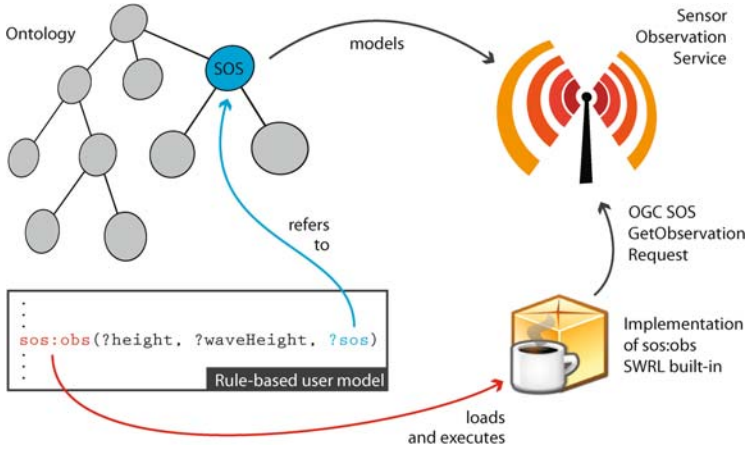 Ontology
SOS
models
Sensor
Observation
Service
refers
to
OGC SOS
GetObservation
Request
sos:obs(?height, ?waveHeight, ?sos)
Rule-based user model
Implementation
of sos:obs
SWRL built-in
loads
and executes